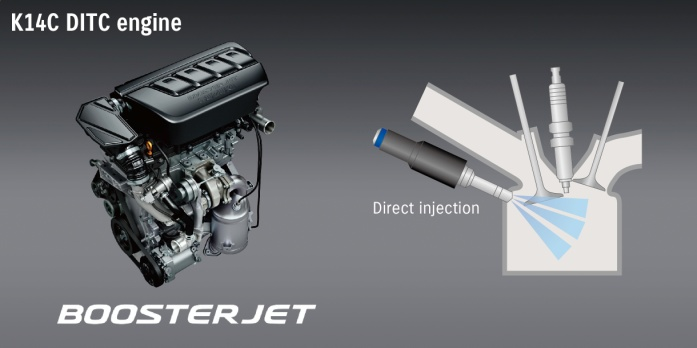 K14C DITC engine
Direct injection
BOOSTERJET